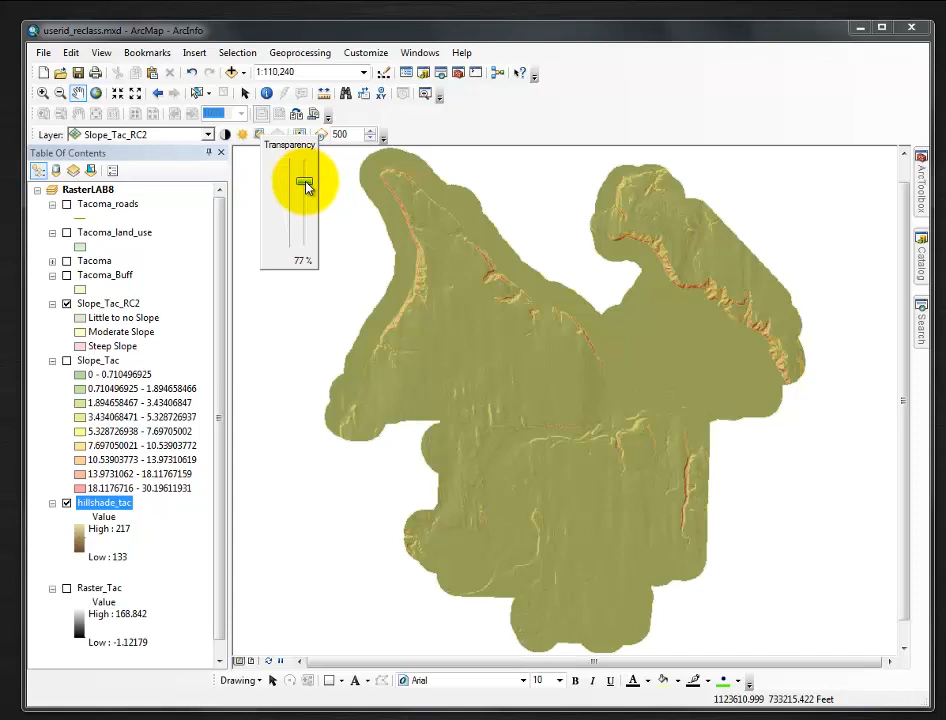 userid_reclass.mxd - ArcMap - ArcInfo
File Edit View Bookmarks Insert Selection Geoprocessing Customize Windows Help
1:110,240
Layer: Slope_Tac_RC2 500
Transparency
77 %
Table Of Contents
RasterLAB8
Tacoma_roads
Tacoma_land_use
Tacoma
Tacoma_Buff
Slope_Tac_RC2
Little to no Slope
Moderate Slope
Steep Slope
Slope_Tac
0 - 0.710496925
0.710496925 - 1.894658466
1.894658467 - 3.43406847
3.434068471 - 5.328726937
5.328726938 - 7.69705002
7.697050021 - 10.53903772
10.53903773 - 13.97310619
13.9731062 - 18.11767159
18.1176716 - 30.19611931
hillshade_tac
Value
High : 217
Low : 133
Raster_Tac
Value
High : 168.842
Low : -1.12179
ArcToolbox
Catalog
Search
Drawing Arial 10 B I U A
1123610.999 733215.422 Feet